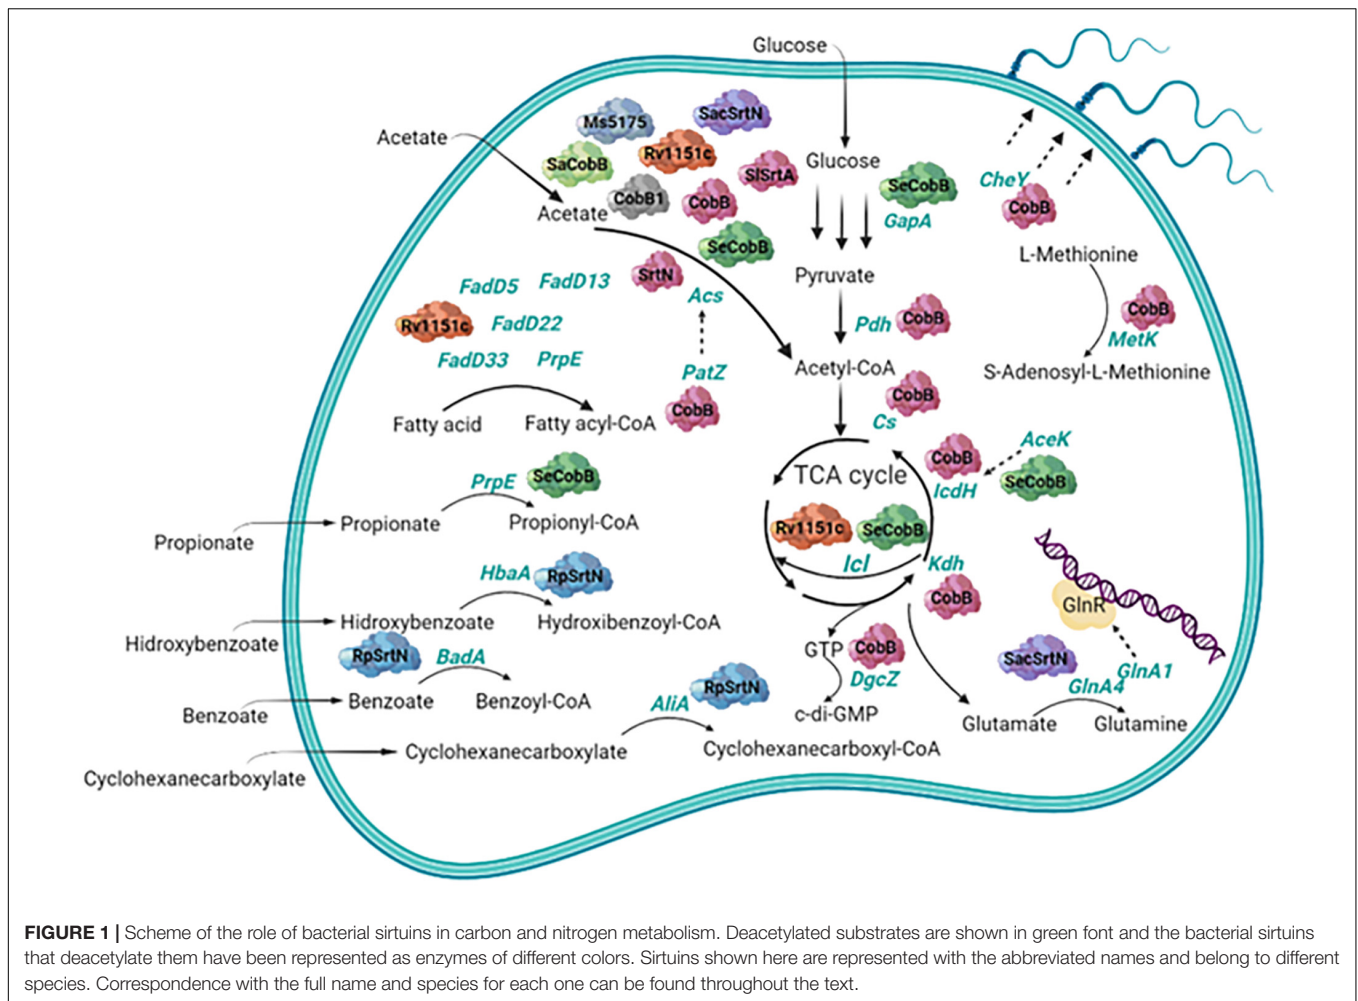 Glucose
Acetate
Ms5175
SacSrtN
SaCobB
Rv1151c
SlSrtA
Glucose
SeCobB
GapA
CheY
CobB
Acetate
CobB1
CobB
SeCobB
L-Methionine
SrtN
Acs
Pyruvate
FadD5
FadD13
Rv1151c
FadD22
FadD33
PrpE
Pdh
CobB
CobB
MetK
PatZ
CobB
Acetyl-CoA
CobB
Cs
S-Adenosyl-L-Methionine
Fatty acid
Fatty acyl-CoA
TCA cycle
CobB
IcdH
AceK
SeCobB
PrpE
SeCobB
Propionate
Propionate
Propionyl-CoA
Rv1151c
SeCobB
Icl
Kdh
CobB
HbaA
RpSrtN
Hidroxybenzoate
Hidroxybenzoate
Hydroxibenzoyl-CoA
GlnR
GTP
CobB
DgcZ
c-di-GMP
SacSrtN
GlnA1
GlnA4
Glutamate
Glutamine
RpSrtN
BadA
Benzoate
Benzoate
Benzoyl-CoA
AliA
RpSrtN
Cyclohexanecarboxylate
Cyclohexanecarboxylate
Cyclohexanecarboxyl-CoA
FIGURE 1 | Scheme of the role of bacterial sirtuins in carbon and nitrogen metabolism. Deacetylated substrates are shown in green font and the bacterial sirtuins
that deacetylate them have been represented as enzymes of different colors. Sirtuins shown here are represented with the abbreviated names and belong to different
species. Correspondence with the full name and species for each one can be found throughout the text.